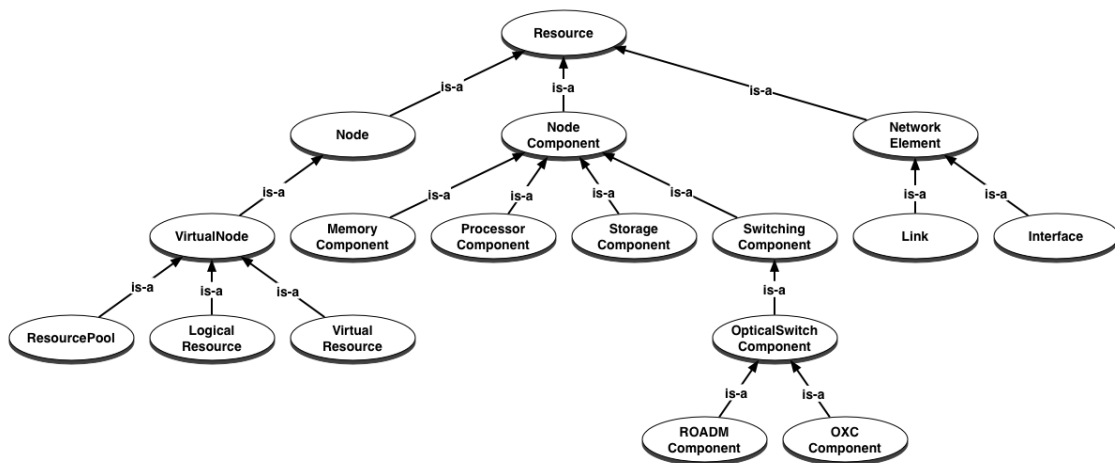 Resource
is-a
is-a
is-a
Node
Node
Component
Network
Element
is-a
is-a
is-a
is-a
is-a
is-a
is-a
VirtualNode
Memory
Component
Processor
Component
Storage
Component
Switching
Component
Link
Interface
is-a
is-a
is-a
is-a
ResourcePool
Logical
Resource
Virtual
Resource
OpticalSwitch
Component
is-a
is-a
ROADM
Component
OXC
Component